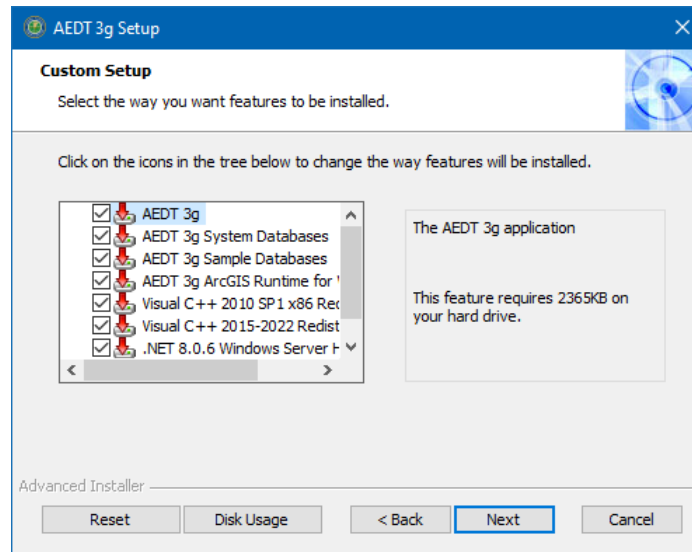 AEDT 3g Setup
Custom Setup
Select the way you want features to be installed.
Click on the icons in the tree below to change the way features will be installed.
AEDT 3g
AEDT 3g System Databases
AEDT 3g Sample Databases
AEDT 3g ArcGIS Runtime for
Visual C++ 2010 SP1 x86 Rec
Visual C++ 2015-2022 Redist
.NET 8.0.6 Windows Server H
The AEDT 3g application
This feature requires 2365KB on
your hard drive.
Advanced Installer
Reset
Disk Usage
< Back
Next
Cancel